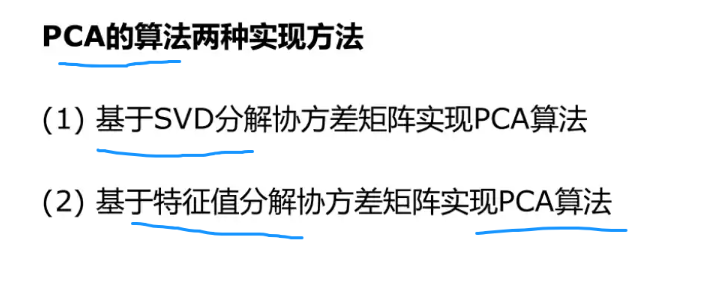 PCA的算法两种实现方法
(1) 基于SVD分解协方差矩阵实现PCA算法
(2) 基于特征值分解协方差矩阵实现PCA算法